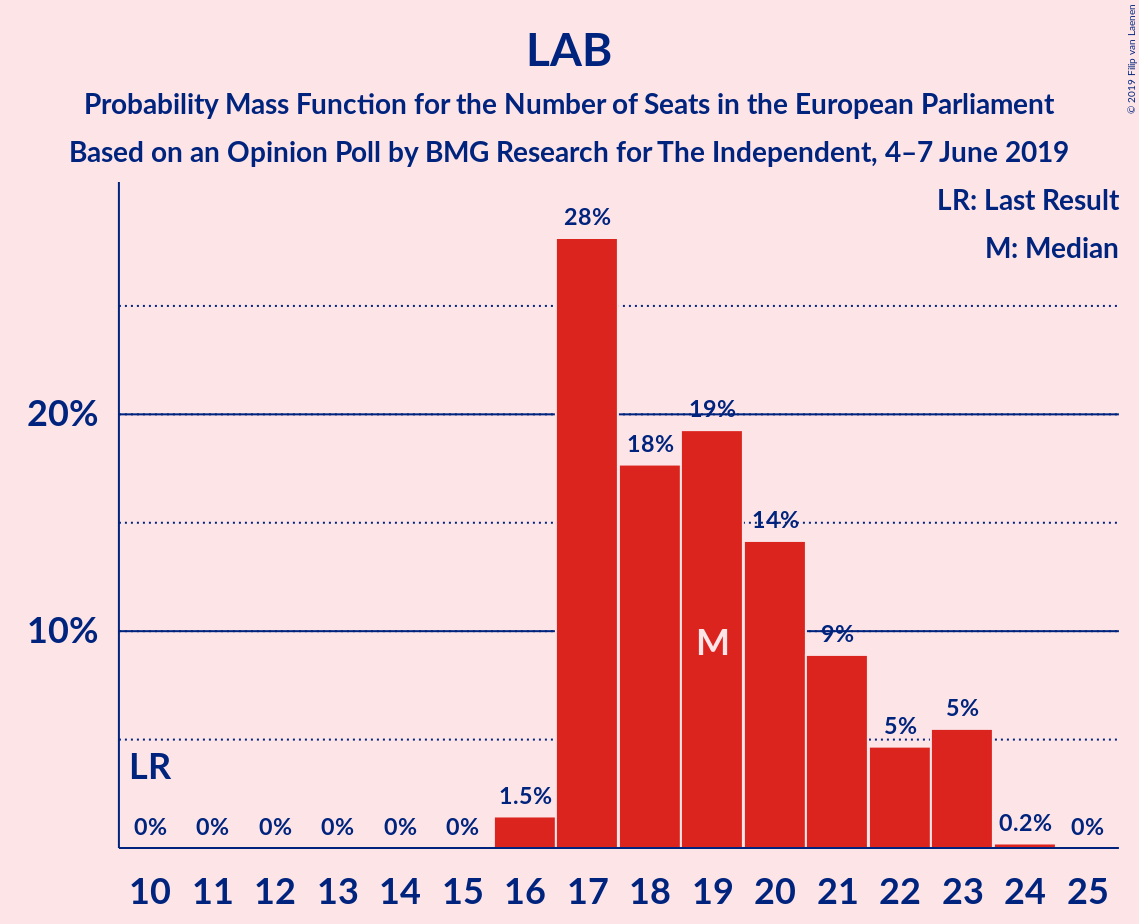 LAB
Probability Mass Function for the Number of Seats in the European Parliament
Based on an Opinion Poll by BMG Research for The Independent, 4–7 June 2019
© 2019 Filip van Laenen
LR: Last Result
M: Median
28%
20%
19%
18%
14%
10%
9%
M
5%
5%
LR
1.5%
0% 0% 0% 0% 0% 0% 0.2% 0%
10 11 12 13 14 15 16 17 18 19 20 21 22 23 24 25